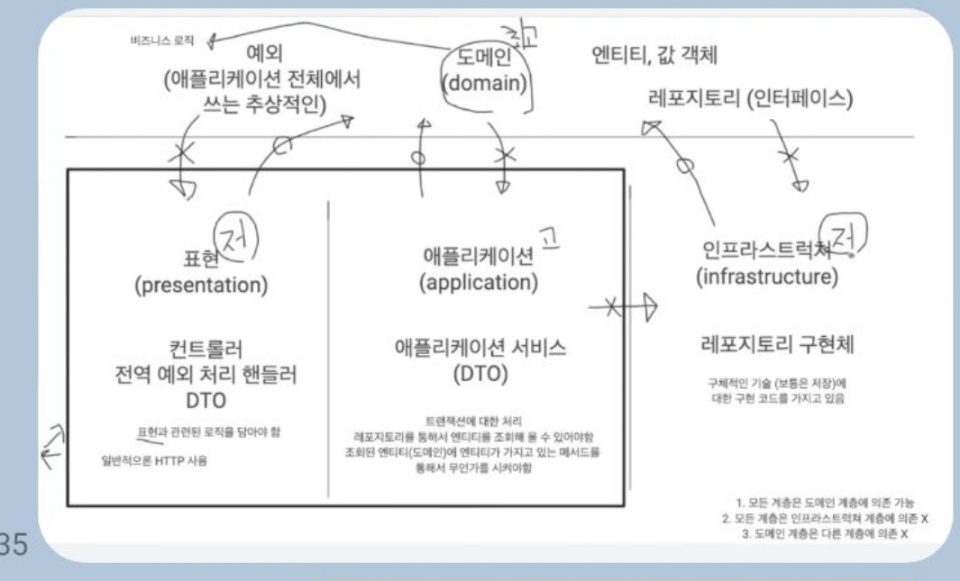 비즈니스 로직
예외
(애플리케이션 전체에서
쓰는 추상적인)
도메인
(domain)
최고
엔티티, 값 객체
레포지토리 (인터페이스)
저
표현
(presentation)
컨트롤러
전역 예외 처리 핸들러
DTO
표현과 관련된 로직을 담아야 함
일반적으론 HTTP 사용
고
애플리케이션
(application)
애플리케이션 서비스
(DTO)
트랜잭션에 대한 처리
레포지토리를 통해서 엔티티를 조회해 올 수 있어야함
조회된 엔티티(도메인)에 엔티티가 가지고 있는 메서드를
통해서 무언가를 시켜야함
저
인프라스트럭쳐
(infrastructure)
레포지토리 구현체
구체적인 기술 (보통은 저장)에
대한 구현 코드를 가지고 있음
1. 모든 계층은 도메인 계층에 의존 가능
2. 모든 계층은 인프라스트럭쳐 계층에 의존 X
3. 도메인 계층은 다른 계층에 의존 X
35